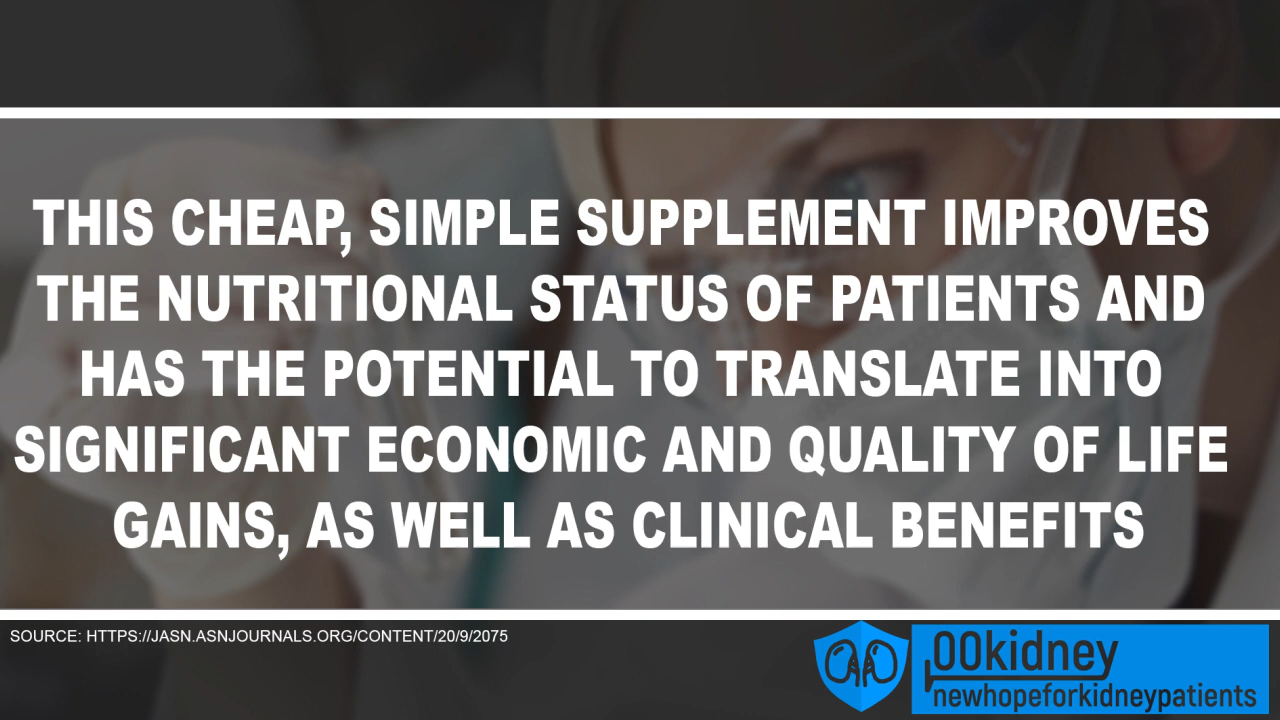 THIS CHEAP, SIMPLE SUPPLEMENT IMPROVES
THE NUTRITIONAL STATUS OF PATIENTS AND
HAS THE POTENTIAL TO TRANSLATE INTO
SIGNIFICANT ECONOMIC AND QUALITY OF LIFE
GAINS, AS WELL AS CLINICAL BENEFITS
SOURCE: HTTPS://JASN.ASNJOURNALS.ORG/CONTENT/20/9/2075
00kidney
newhopeforkidneypatients